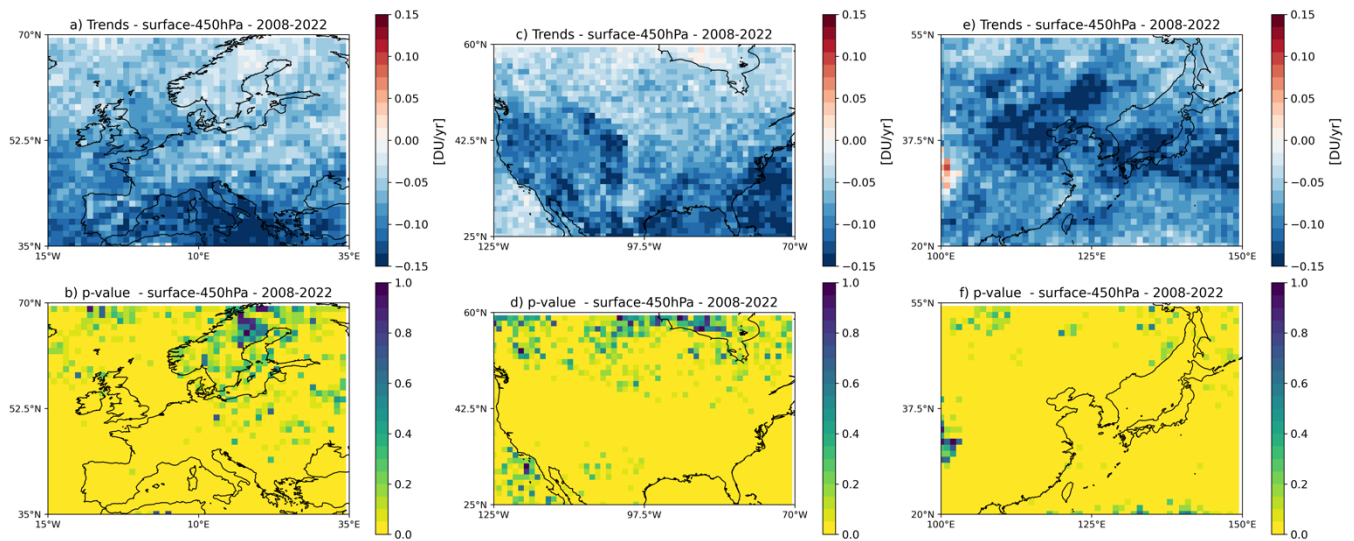 a) Trends - surface-450hPa - 2008-2022
70°N
52.5°N
35°N
15°W
10°E
35°E
0.15
0.10
0.05
0.00
−0.05
−0.10
−0.15
[DU/yr]
c) Trends - surface-450hPa - 2008-2022
60°N
42.5°N
25°N
125°W
97.5°W
70°W
0.15
0.10
0.05
0.00
−0.05
−0.10
−0.15
[DU/yr]
e) Trends - surface-450hPa - 2008-2022
55°N
37.5°N
20°N
100°E
125°E
150°E
0.15
0.10
0.05
0.00
−0.05
−0.10
−0.15
[DU/yr]
b) p-value - surface-450hPa - 2008-2022
70°N
52.5°N
35°N
15°W
10°E
35°E
1.0
0.8
0.6
0.4
0.2
0.0
d) p-value - surface-450hPa - 2008-2022
60°N
42.5°N
25°N
125°W
97.5°W
70°W
1.0
0.8
0.6
0.4
0.2
0.0
f) p-value - surface-450hPa - 2008-2022
55°N
37.5°N
20°N
100°E
125°E
150°E
1.0
0.8
0.6
0.4
0.2
0.0